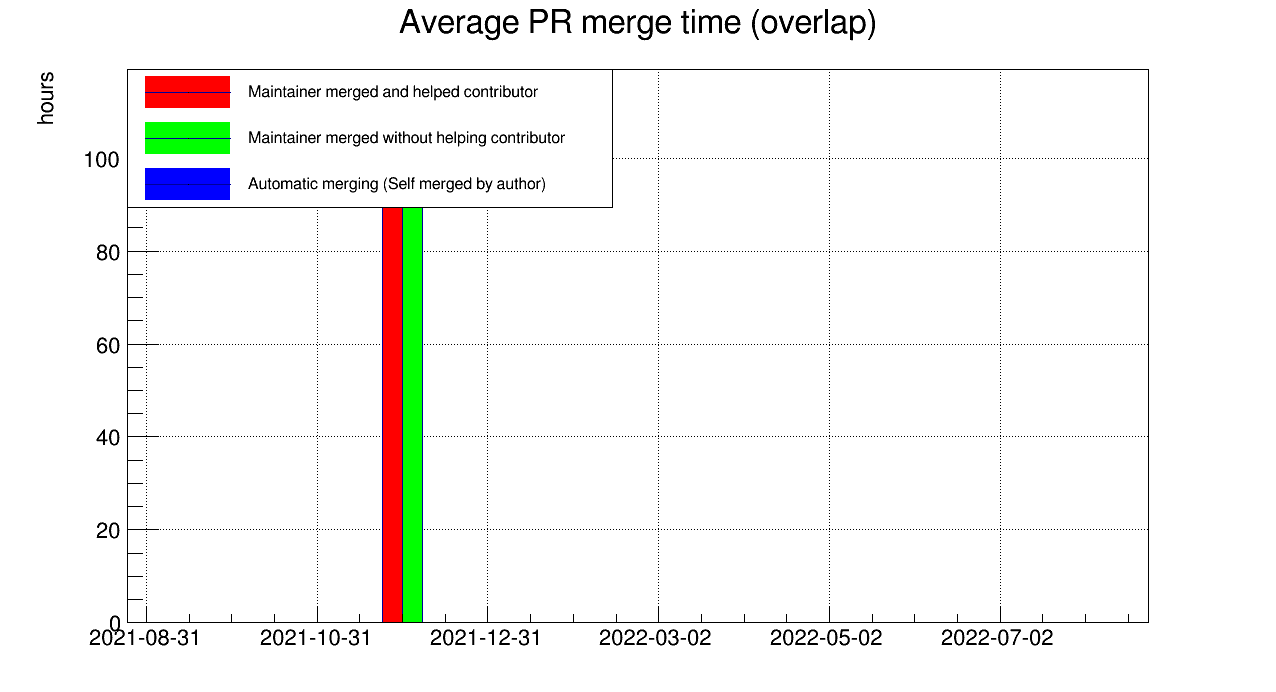 Average PR merge time (overlap)
hours
Maintainer merged and helped contributor
Maintainer merged without helping contributor
Automatic merging (Self merged by author)
100
80
60
40
20
0
2021-08-31 2021-10-31 2021-12-31 2022-03-02 2022-05-02 2022-07-02